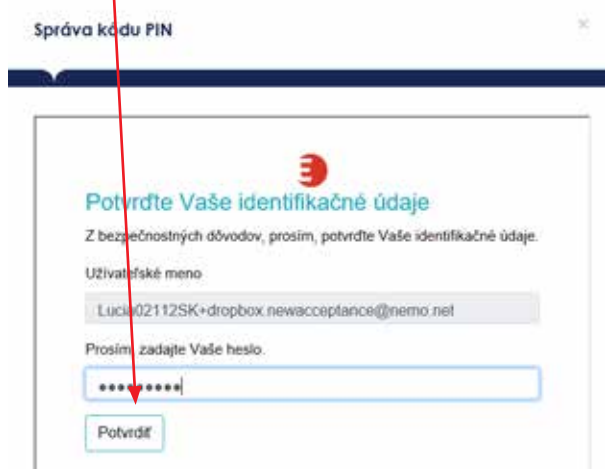 Správa kódu PIN
×
Potvrďte Vaše identifikačné údaje
Z bezpečnostných dôvodov, prosím, potvrďte Vaše identifikačné údaje.
Užívateľské meno
Lucia02112SK+dropbox.newacceptance@nemo.net
Prosím, zadajte Vaše heslo.
•••••••••
Potvrdiť